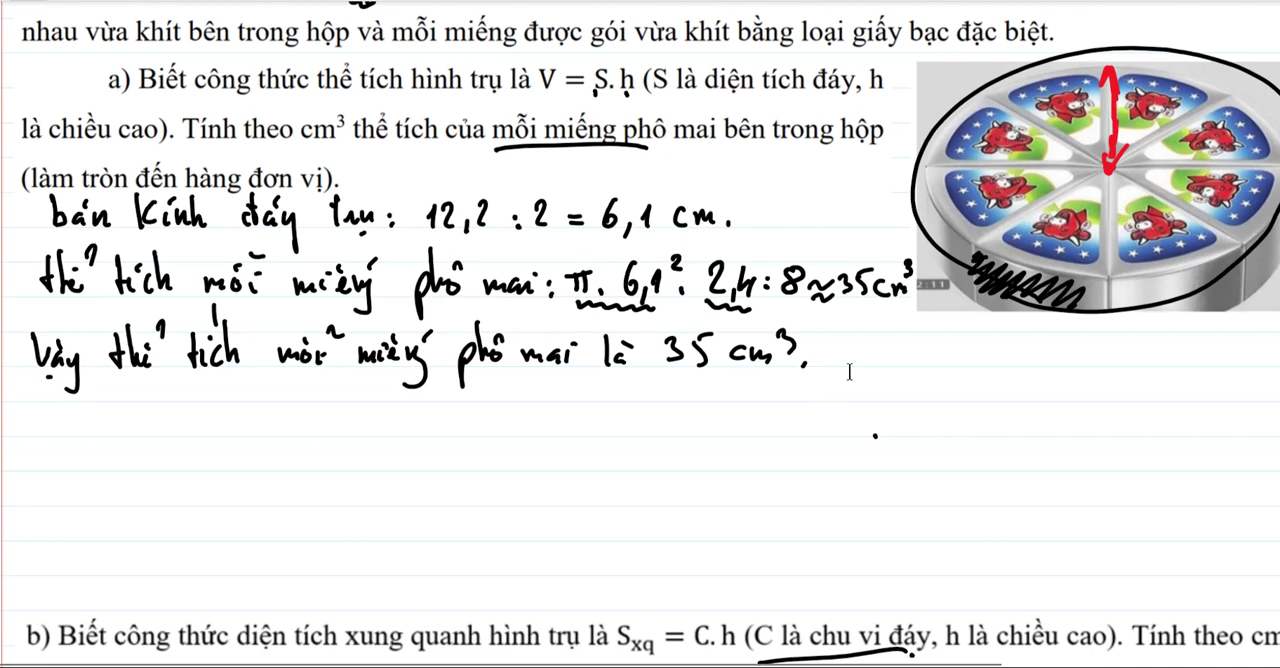 nhau vừa khít bên trong hộp và mỗi miếng được gói vừa khít bằng loại giấy bạc đặc biệt.
a) Biết công thức thể tích hình trụ là V = S.h (S là diện tích đáy, h
là chiều cao). Tính theo cm³ thể tích của mỗi miếng phô mai bên trong hộp
(làm tròn đến hàng đơn vị).
bán kính đáy trụ: 12,2 : 2 = 6,1 cm.
thể tích mỗi miếng phô mai: π. 6,1². 2,4 : 8 ≈ 35cm³
Vậy thể tích mỗi miếng phô mai là 35 cm³.
b) Biết công thức diện tích xung quanh hình trụ là Sxq = C. h (C là chu vi đáy, h là chiều cao). Tính theo cm